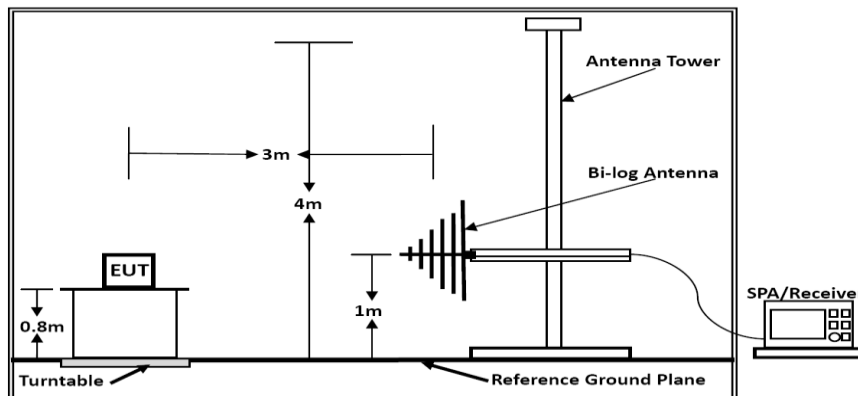 Antenna Tower
3m
Bi-log Antenna
4m
EUT
1m
0.8m
SPA/Receive
Turntable
Reference Ground Plane